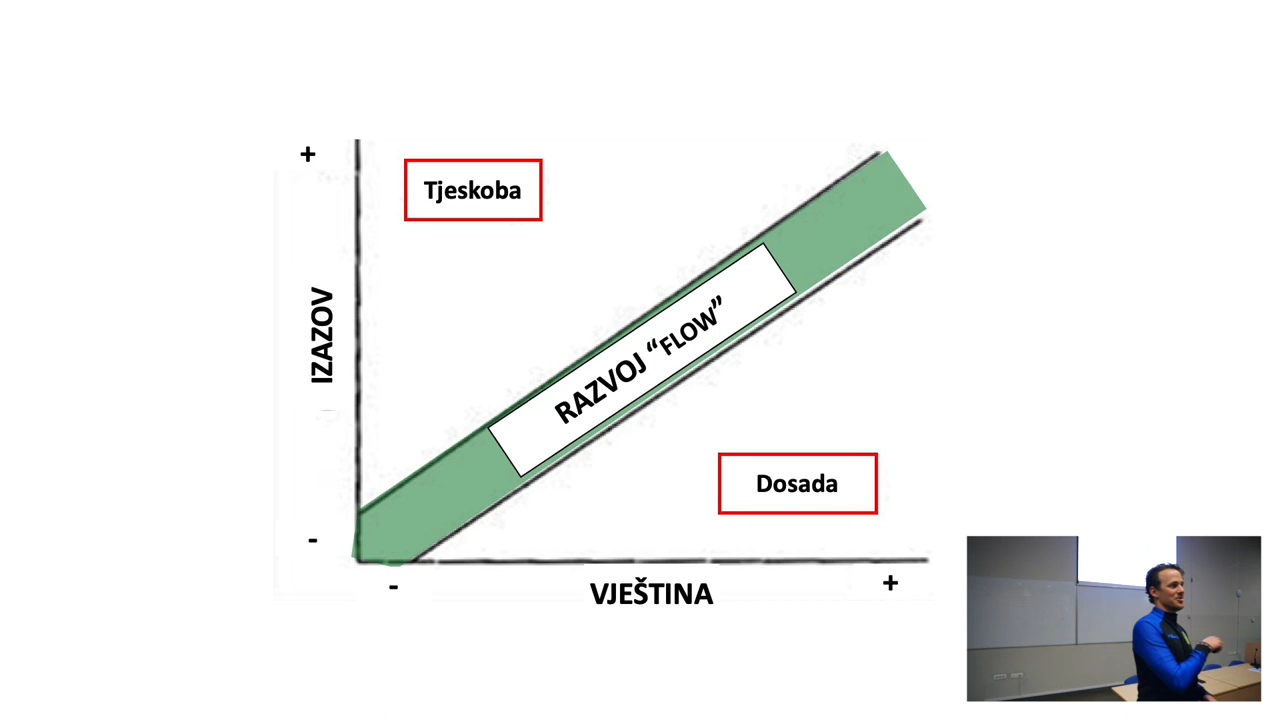 +
Tjeskoba
IZAZOV
RAZVOJ “FLOW”
Dosada
-
-
VJEŠTINA
+